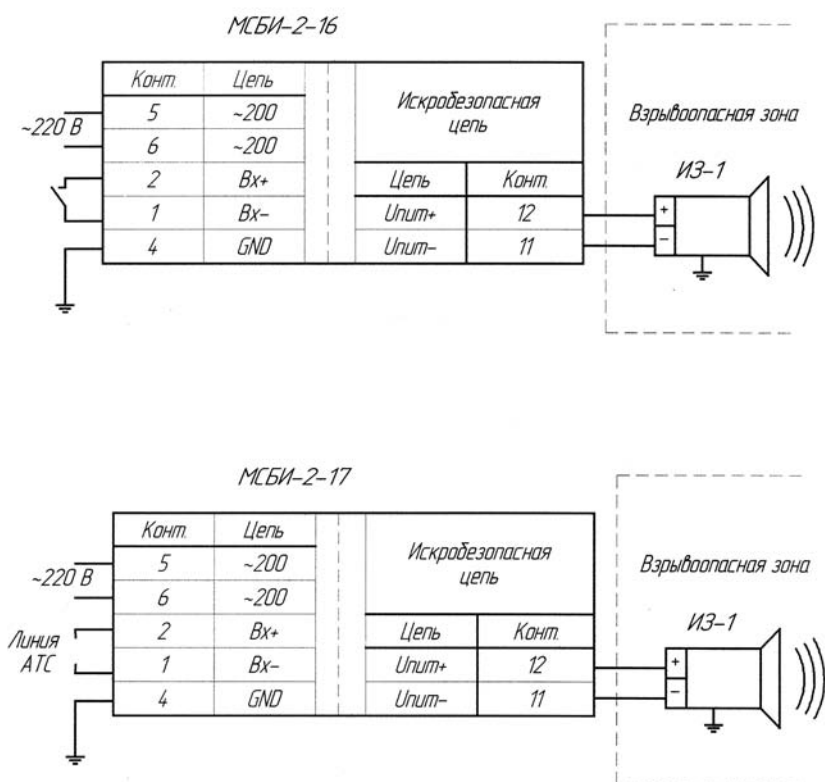 МСБИ-2-16
Конт. Цепь
Искробезопасная
цепь
Взрывоопасная зона
~220 В
5 ~200
6 ~200
ИЗ-1
2 Вх+ Цепь Конт.
1 Вх- Uпит+ 12 +
4 GND Uпит- 11 -
МСБИ-2-17
Конт. Цепь
Искробезопасная
цепь
Взрывоопасная зона
~220 В
5 ~200
6 ~200
ИЗ-1
Линия
АТС
2 Вх+ Цепь Конт.
1 Вх- Uпит+ 12 +
4 GND Uпит- 11 -